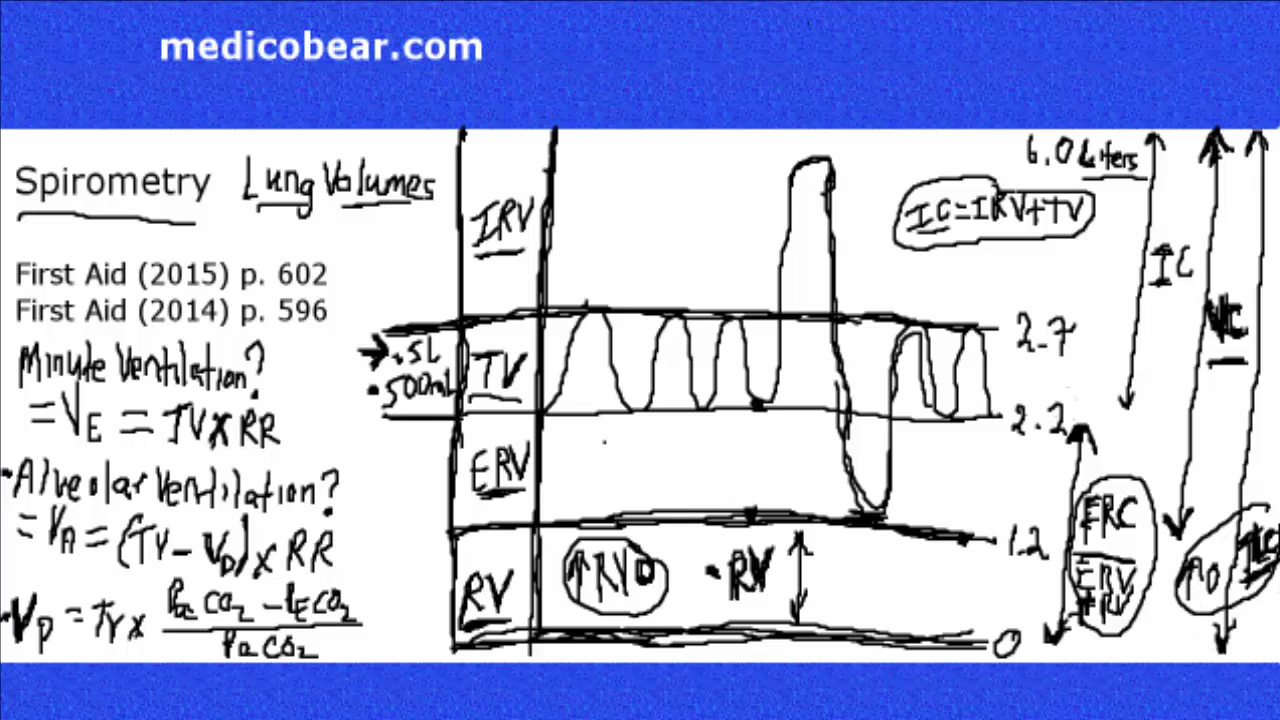 medicobear.com
Spirometry Lung Volumes
First Aid (2015) p. 602
First Aid (2014) p. 596
Minute Ventilation?
= VE = TV x RR
•Alveolar Ventilation?
= VA = (TV - VD) x RR
•VD = TV x PaCO2 - PECO2
PaCO2
IRV
→ .5L
•500mL
TV
ERV
RV
↑RV
•RV
IC=IRV+TV
6.0 Liters
2.7
2.2
1.2
0
IC
VC
FRC
ERV
+RV
TLC